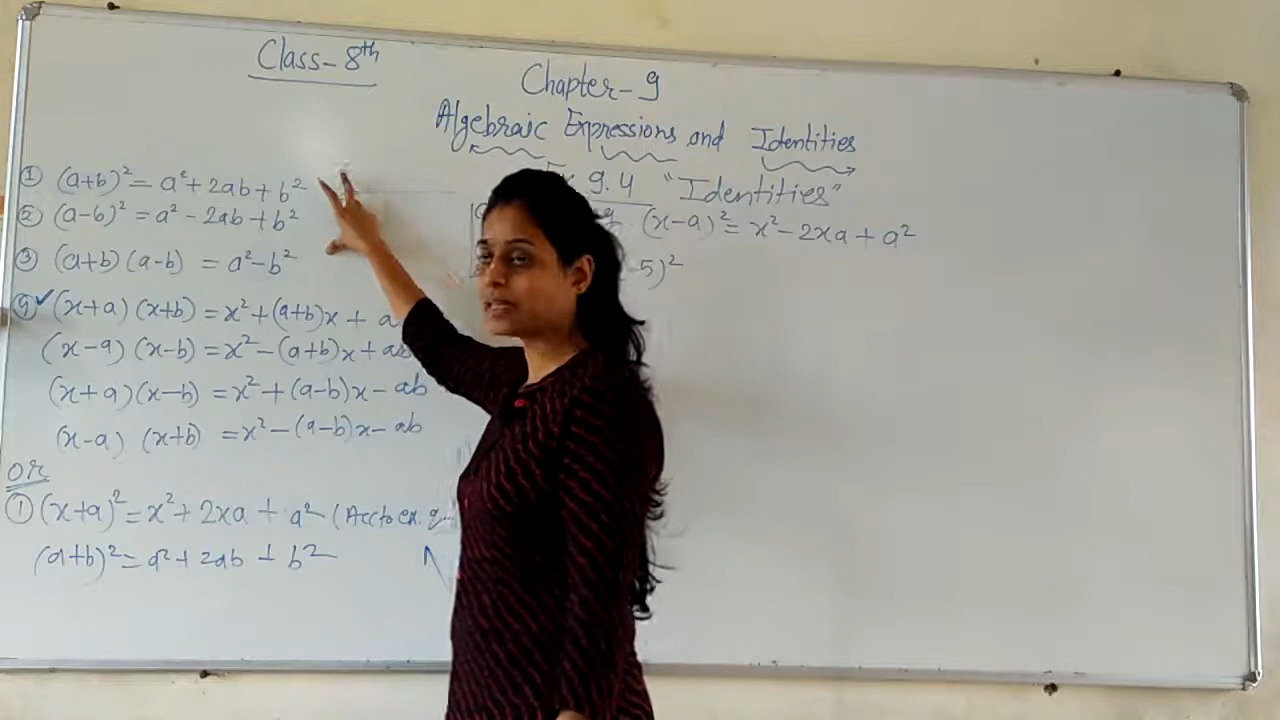 Class-8th
Chapter-9
Algebraic Expressions and Identities
Ex 9.4 "Identities"
① (a+b)² = a² + 2ab + b²
② (a-b)² = a² - 2ab + b²
③ (a+b) (a-b) = a² - b²
④ ✓ (x+a) (x+b) = x² + (a+b)x + a
(x-a) (x-b) = x² - (a+b)x + ab
(x+a) (x-b) = x² + (a-b)x - ab
(x-a) (x+b) = x² - (a-b)x - ab
OR
① (x+a)² = x² + 2xa + a² (Acc to ex.
(a+b)² = a² + 2ab + b²
(x-a)² = x² - 2xa + a²
5)²